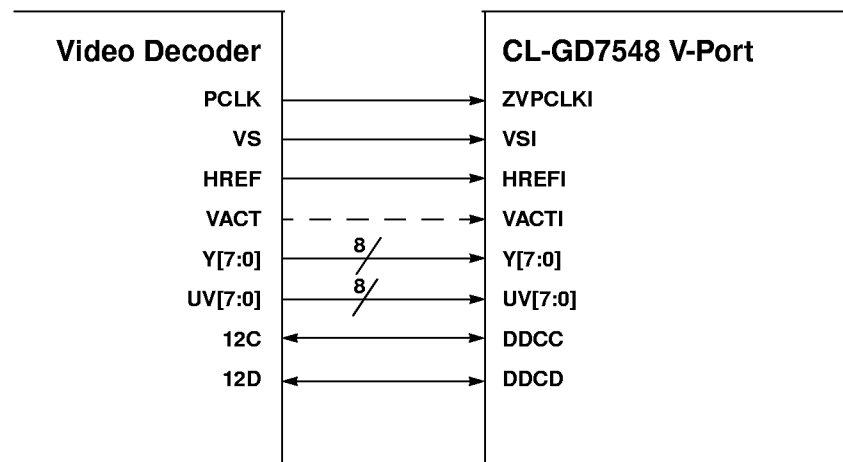 Video Decoder CL-GD7548 V-Port
PCLK ZVPCLKI
VS VSI
HREF HREFI
VACT VACTI
Y[7:0] 8 Y[7:0]
UV[7:0] 8 UV[7:0]
12C DDCC
12D DDCD